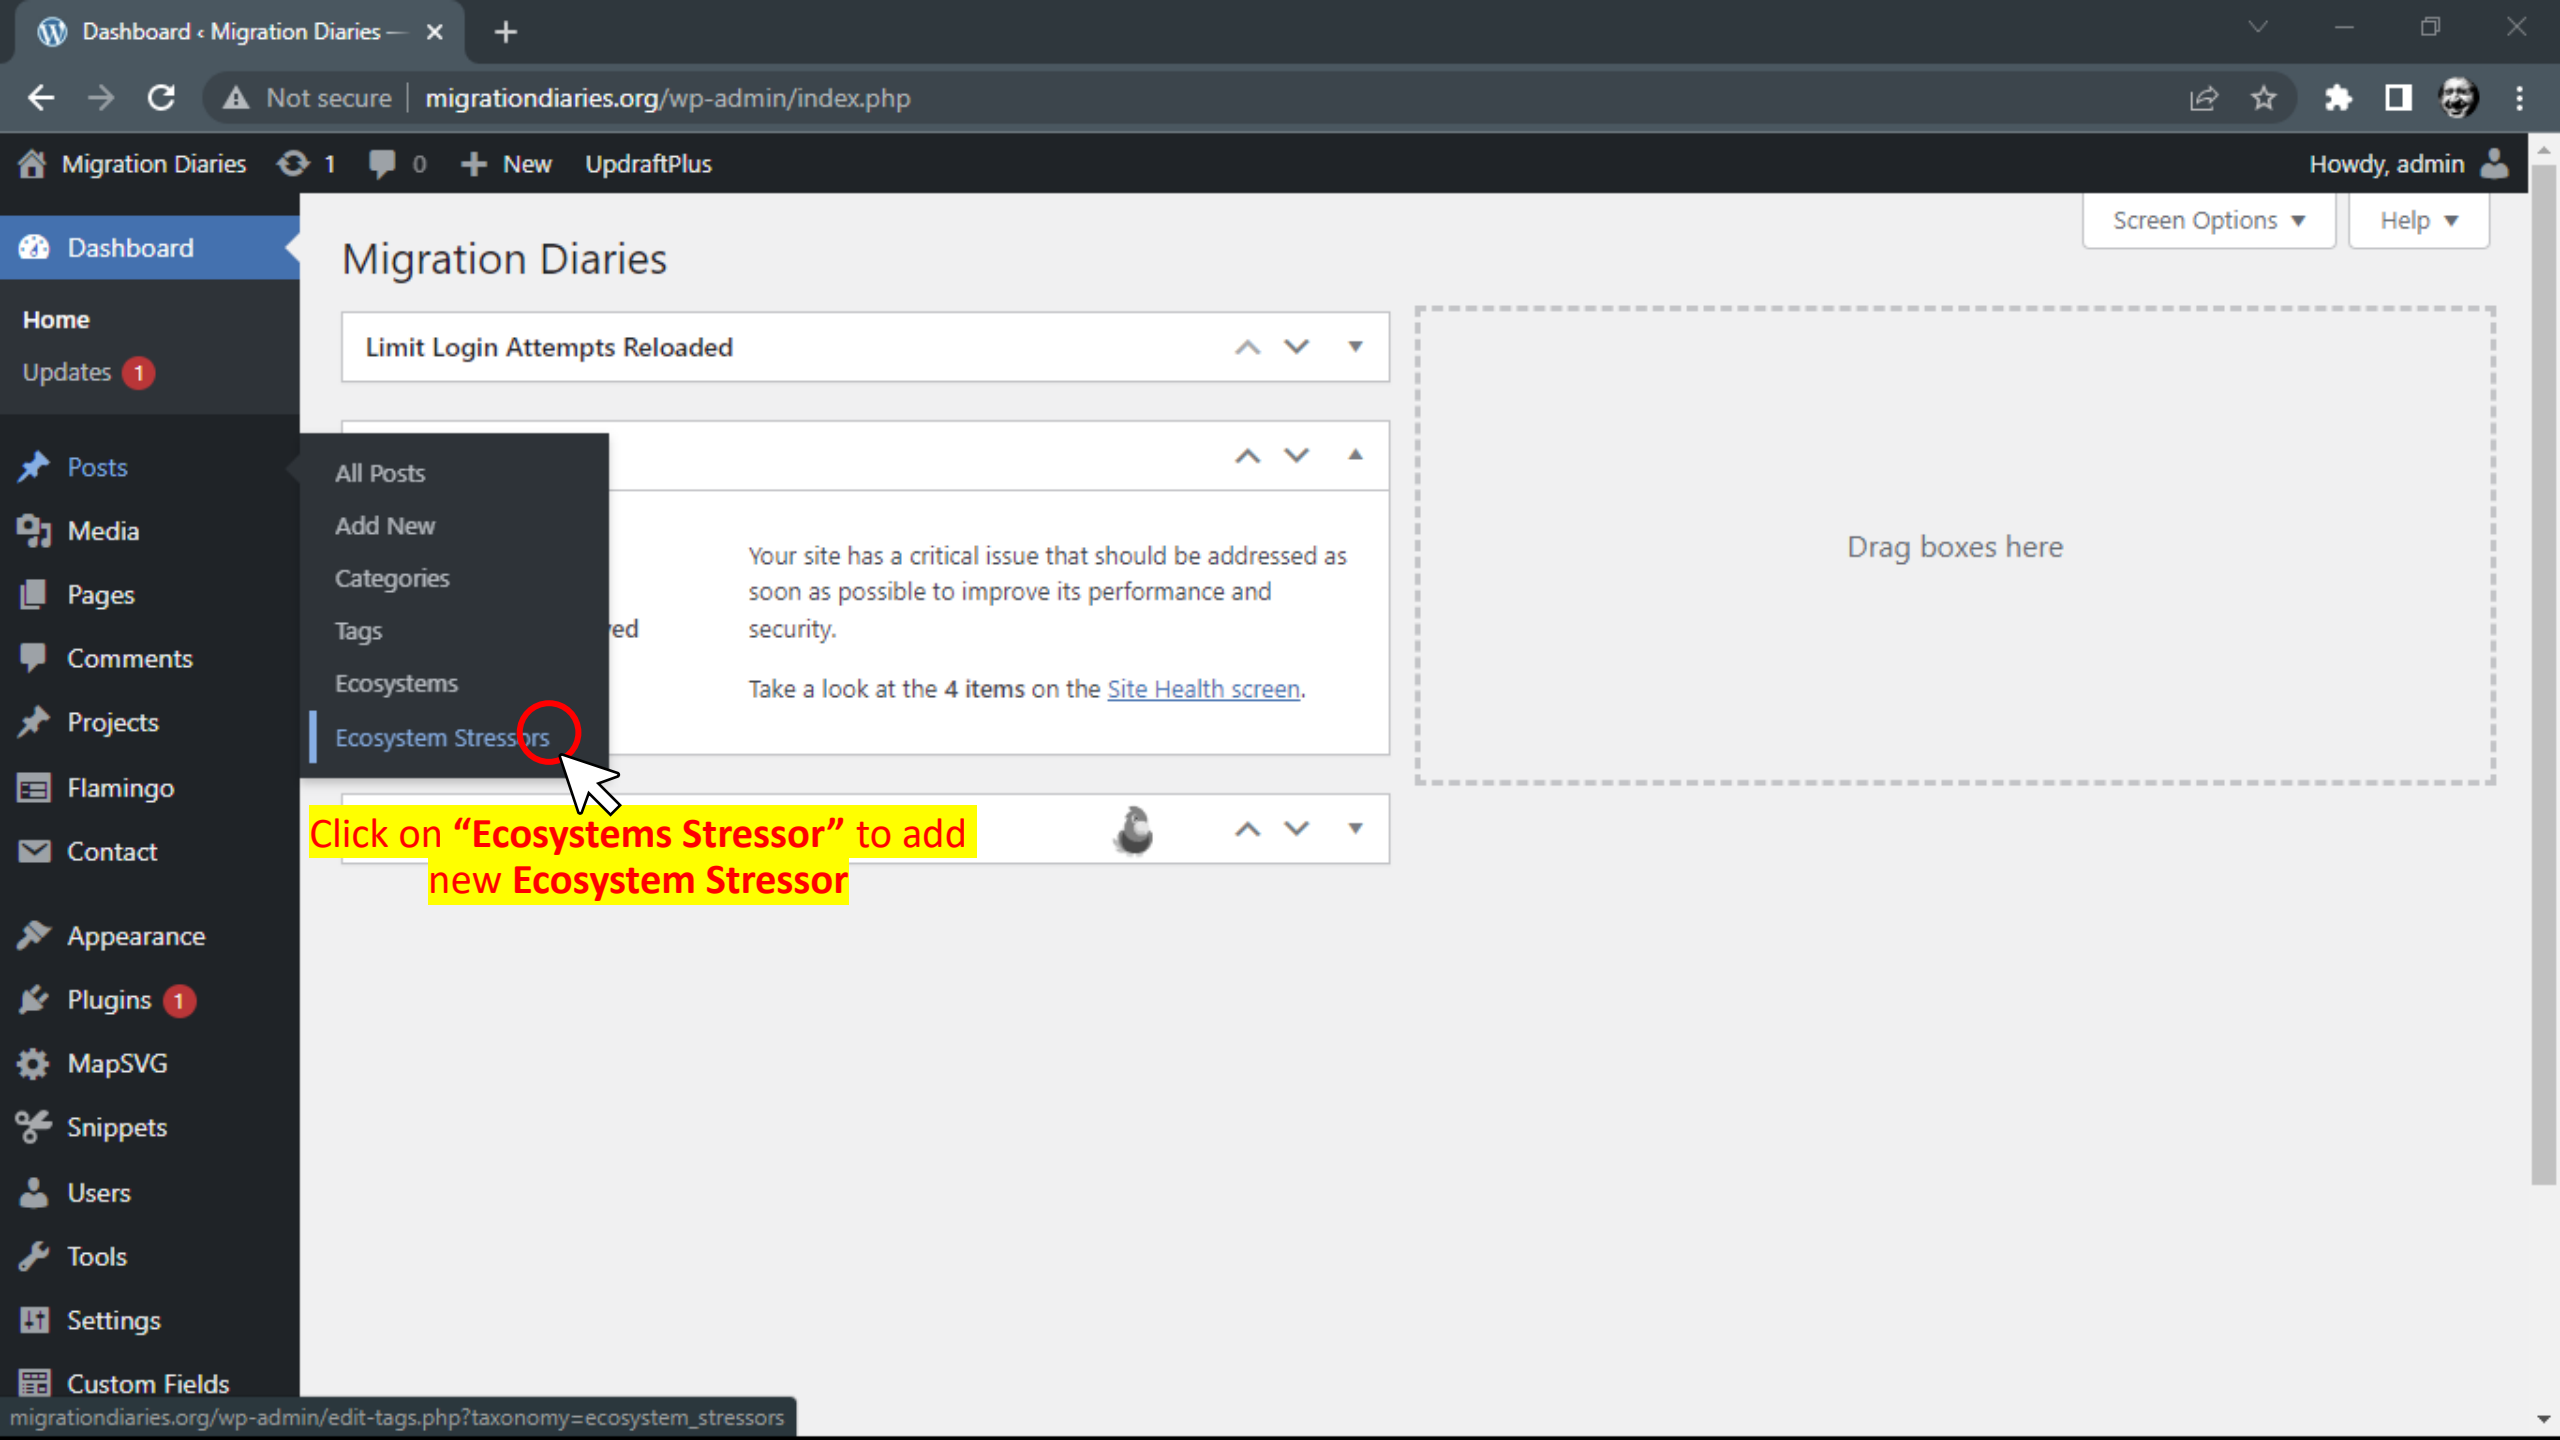 Dashboard ‹ Migration Diaries —
Not secure | migrationdiaries.org/wp-admin/index.php
Migration Diaries 1 0 New UpdraftPlus Howdy, admin
Screen Options Help
Dashboard
Home
Updates 1
Posts
Media
Pages
Comments
Projects
Flamingo
Contact
Appearance
Plugins 1
MapSVG
Snippets
Users
Tools
Settings
Custom Fields
All Posts
Add New
Categories
Tags
Ecosystems
Ecosystem Stressors
Migration Diaries
Limit Login Attempts Reloaded
Your site has a critical issue that should be addressed as
soon as possible to improve its performance and
security.
Take a look at the 4 items on the Site Health screen.
Drag boxes here
Click on “Ecosystems Stressor” to add
new Ecosystem Stressor
migrationdiaries.org/wp-admin/edit-tags.php?taxonomy=ecosystem_stressors